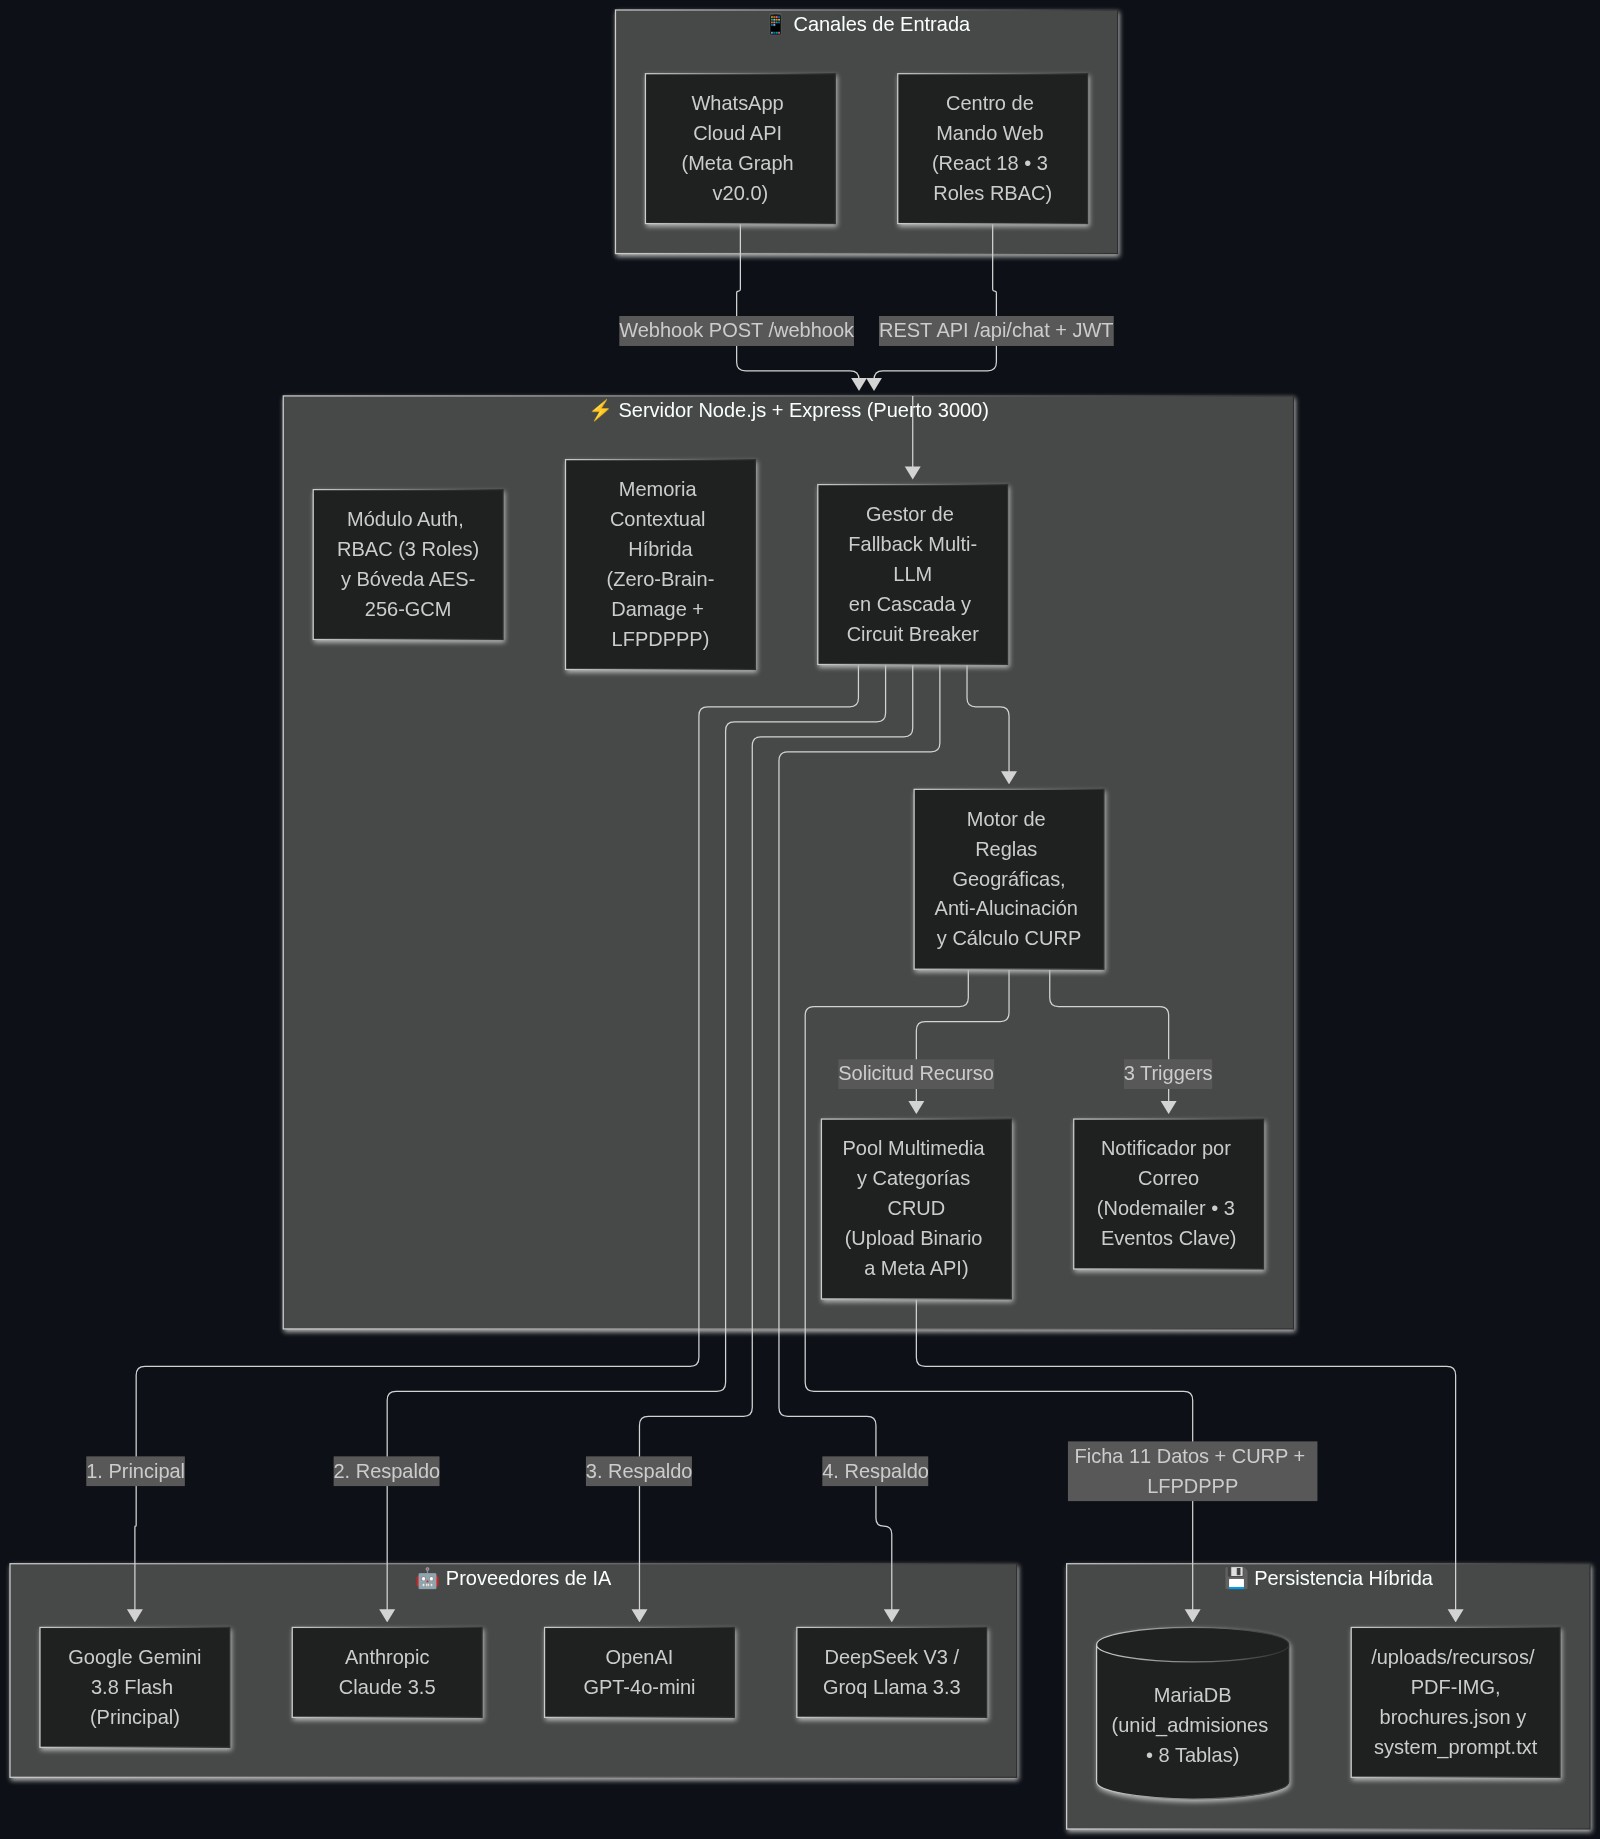 📱 Canales de Entrada
WhatsApp
Cloud API
(Meta Graph
v20.0)
Centro de
Mando Web
(React 18 • 3
Roles RBAC)
Webhook POST /webhook
REST API /api/chat + JWT
⚡ Servidor Node.js + Express (Puerto 3000)
Módulo Auth,
RBAC (3 Roles)
y Bóveda AES-
256-GCM
Memoria
Contextual
Híbrida
(Zero-Brain-
Damage +
LFPDPPP)
Gestor de
Fallback Multi-
LLM
en Cascada y
Circuit Breaker
Motor de
Reglas
Geográficas,
Anti-Alucinación
y Cálculo CURP
Solicitud Recurso
3 Triggers
Pool Multimedia
y Categorías
CRUD
(Upload Binario
a Meta API)
Notificador por
Correo
(Nodemailer • 3
Eventos Clave)
1. Principal
2. Respaldo
3. Respaldo
4. Respaldo
Ficha 11 Datos + CURP +
LFPDPPP
🤖 Proveedores de IA
Google Gemini
3.8 Flash
(Principal)
Anthropic
Claude 3.5
OpenAI
GPT-4o-mini
DeepSeek V3 /
Groq Llama 3.3
💾 Persistencia Híbrida
MariaDB
(unid_admisiones
• 8 Tablas)
/uploads/recursos/
PDF-IMG,
brochures.json y
system_prompt.txt